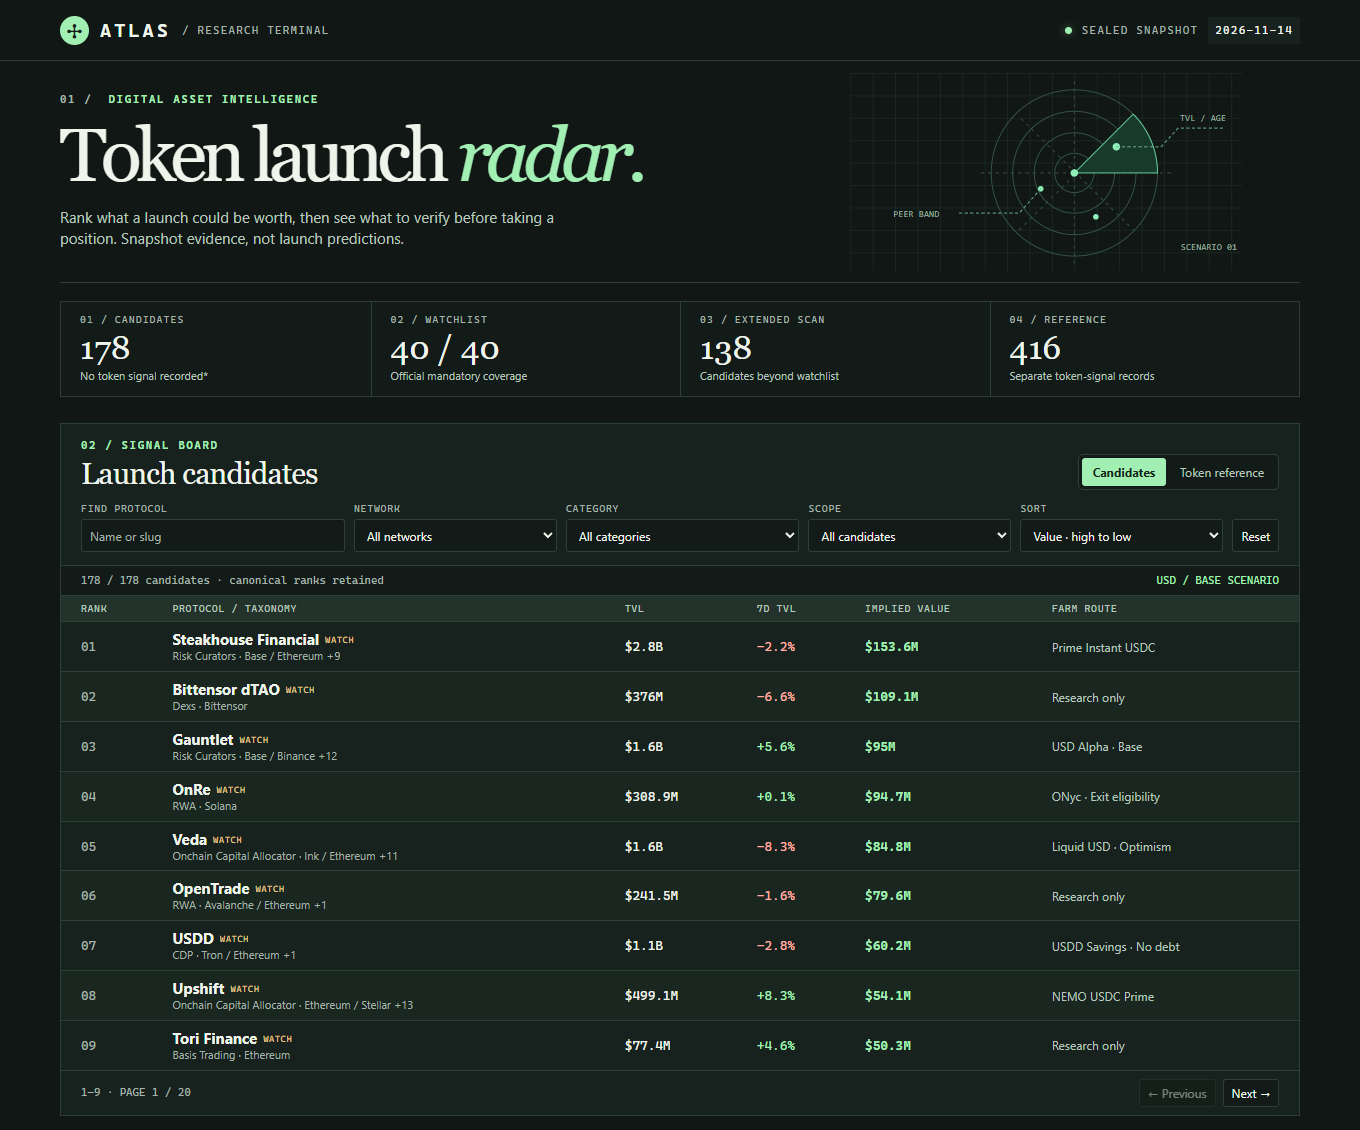 ATLAS / RESEARCH TERMINAL
SEALED SNAPSHOT 2026-11-14
01 / DIGITAL ASSET INTELLIGENCE
Token launch radar.
Rank what a launch could be worth, then see what to verify before taking a
position. Snapshot evidence, not launch predictions.
TVL / AGE
PEER BAND
SCENARIO 01
01 / CANDIDATES
178
No token signal recorded*
02 / WATCHLIST
40 / 40
Official mandatory coverage
03 / EXTENDED SCAN
138
Candidates beyond watchlist
04 / REFERENCE
416
Separate token-signal records
02 / SIGNAL BOARD
Launch candidates
Candidates Token reference
FIND PROTOCOL NETWORK CATEGORY SCOPE SORT
Name or slug All networks All categories All candidates Value · high to low Reset
178 / 178 candidates · canonical ranks retained USD / BASE SCENARIO
RANK PROTOCOL / TAXONOMY TVL 7D TVL IMPLIED VALUE FARM ROUTE
01 Steakhouse Financial WATCH $2.8B −2.2% $153.6M Prime Instant USDC
Risk Curators · Base / Ethereum +9
02 Bittensor dTAO WATCH $376M −6.6% $109.1M Research only
Dexs · Bittensor
03 Gauntlet WATCH $1.6B +5.6% $95M USD Alpha · Base
Risk Curators · Base / Binance +12
04 OnRe WATCH $308.9M +0.1% $94.7M ONyc · Exit eligibility
RWA · Solana
05 Veda WATCH $1.6B −8.3% $84.8M Liquid USD · Optimism
Onchain Capital Allocator · Ink / Ethereum +11
06 OpenTrade WATCH $241.5M −1.6% $79.6M Research only
RWA · Avalanche / Ethereum +1
07 USDD WATCH $1.1B −2.8% $60.2M USDD Savings · No debt
CDP · Tron / Ethereum +1
08 Upshift WATCH $499.1M +8.3% $54.1M NEMO USDC Prime
Onchain Capital Allocator · Ethereum / Stellar +13
09 Tori Finance WATCH $77.4M +4.6% $50.3M Research only
Basis Trading · Ethereum
1–9 · PAGE 1 / 20 ← Previous Next →